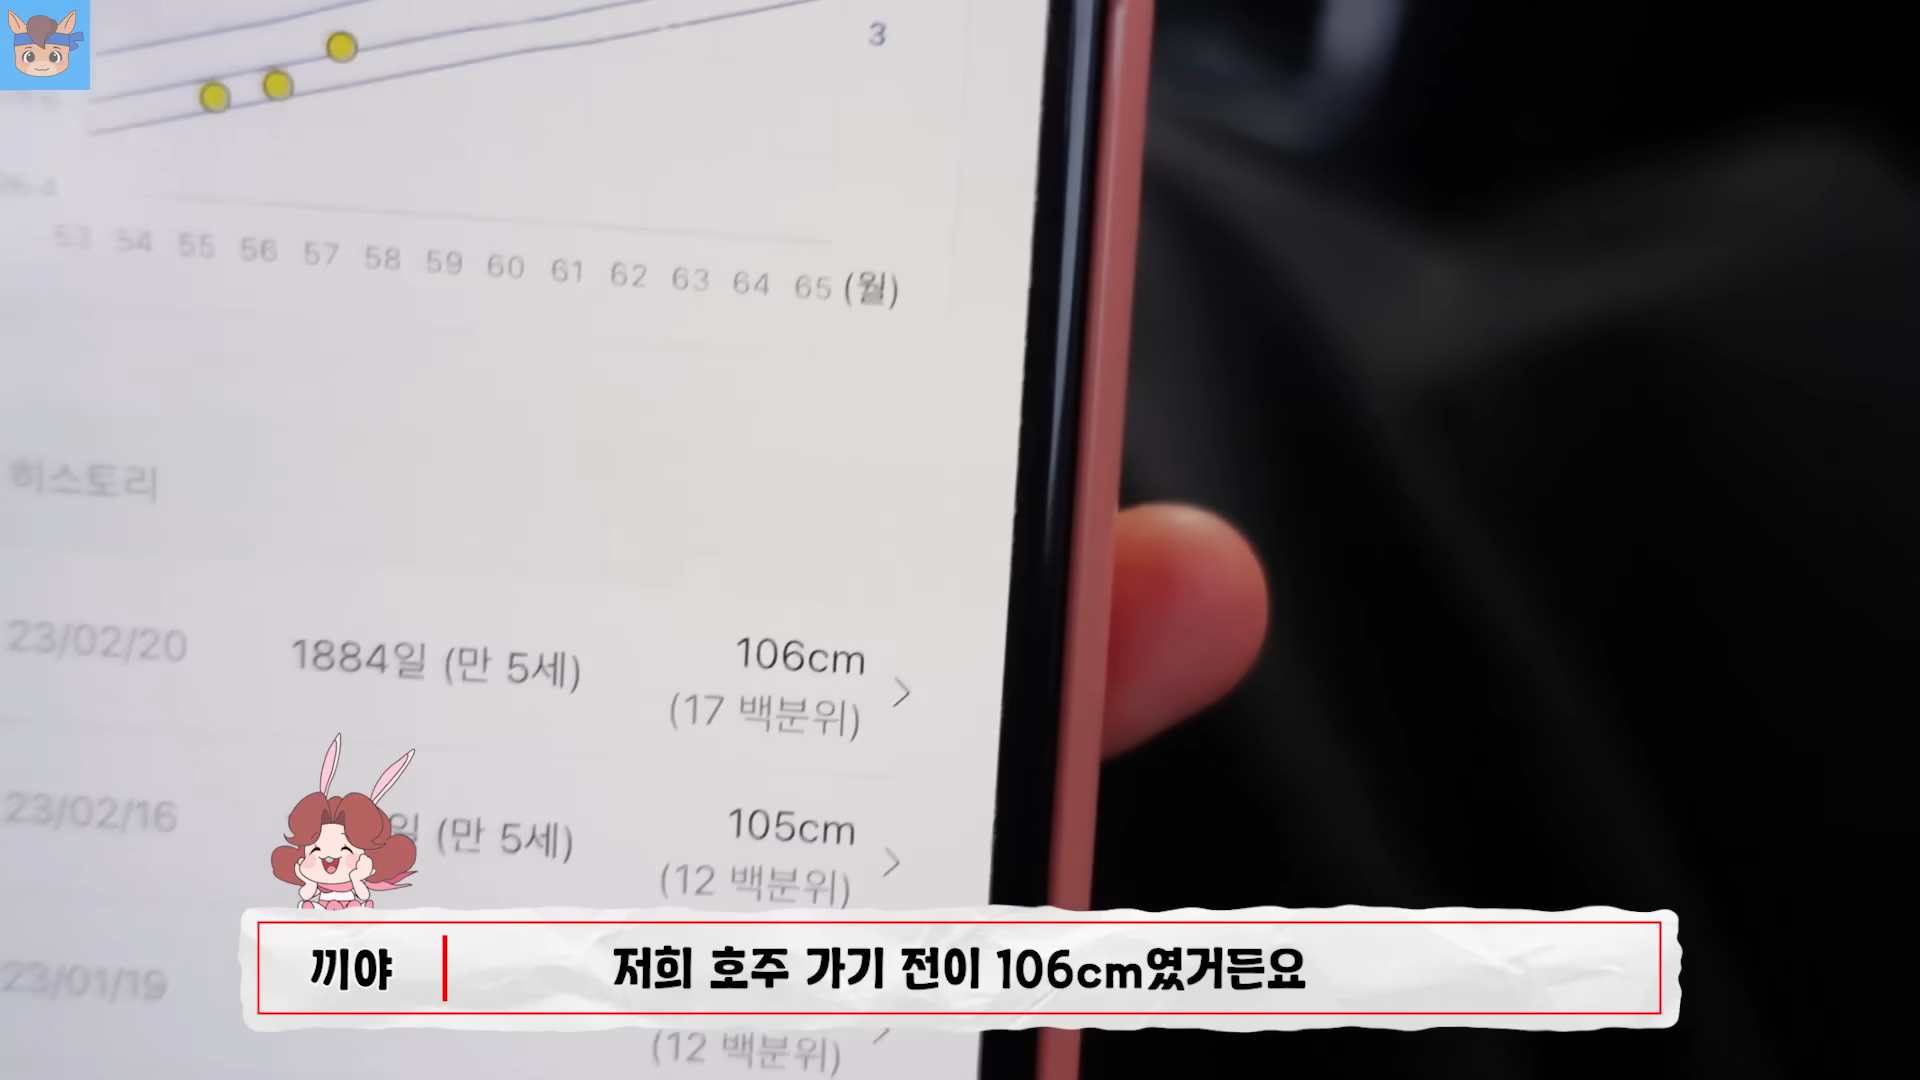 3
53 54 55 56 57 58 59 60 61 62 63 64 65 (월)
히스토리
23/02/20 1884일 (만 5세) 106cm
(17 백분위)
23/02/16 일 (만 5세) 105cm
(12 백분위)
끼야 저희 호주 가기 전이 106cm였거든요
23/01/19
(12 백분위)